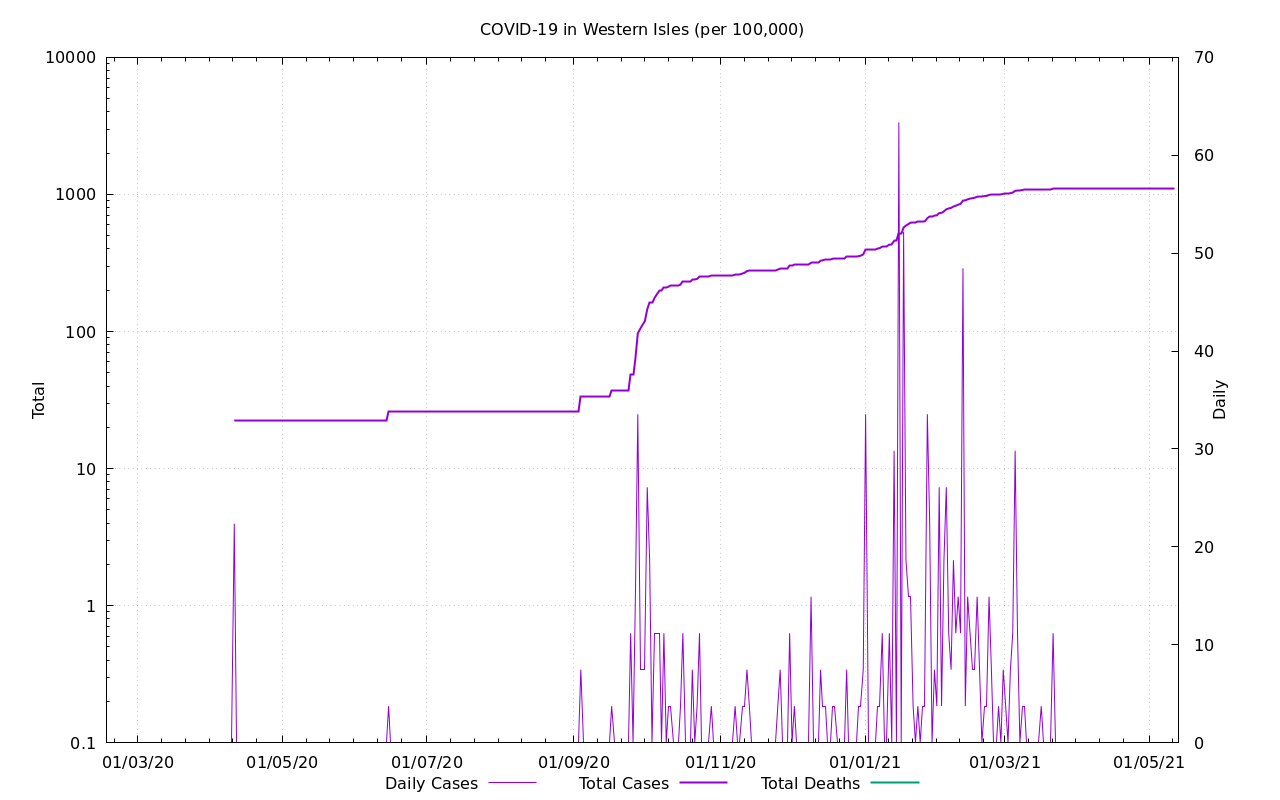 COVID-19 in Western Isles (per 100,000)
10000
1000
100
10
1
0.1
Total
70
60
50
40
30
20
10
0
Daily
01/03/20 01/05/20 01/07/20 01/09/20 01/11/20 01/01/21 01/03/21 01/05/21
Daily Cases Total Cases Total Deaths